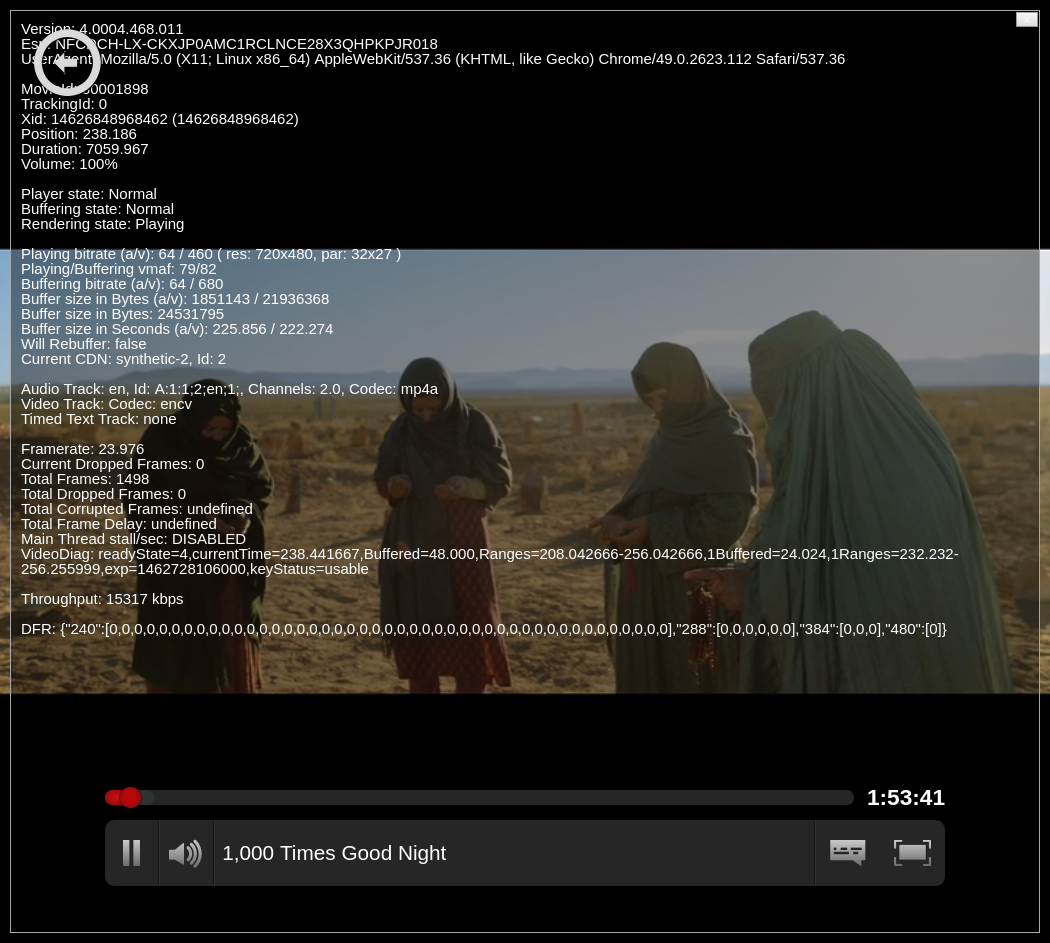 Version: 4.0004.468.011
Esn: NFCDCH-LX-CKXJP0AMC1RCLNCE28X3QHPKPJR018
UserAgent: Mozilla/5.0 (X11; Linux x86_64) AppleWebKit/537.36 (KHTML, like Gecko) Chrome/49.0.2623.112 Safari/537.36
MovieId: 80001898
TrackingId: 0
Xid: 14626848968462 (14626848968462)
Position: 238.186
Duration: 7059.967
Volume: 100%
Player state: Normal
Buffering state: Normal
Rendering state: Playing
Playing bitrate (a/v): 64 / 460 ( res: 720x480, par: 32x27 )
Playing/Buffering vmaf: 79/82
Buffering bitrate (a/v): 64 / 680
Buffer size in Bytes (a/v): 1851143 / 21936368
Buffer size in Bytes: 24531795
Buffer size in Seconds (a/v): 225.856 / 222.274
Will Rebuffer: false
Current CDN: synthetic-2, Id: 2
Audio Track: en, Id: A:1:1;2;en;1;, Channels: 2.0, Codec: mp4a
Video Track: Codec: encv
Timed Text Track: none
Framerate: 23.976
Current Dropped Frames: 0
Total Frames: 1498
Total Dropped Frames: 0
Total Corrupted Frames: undefined
Total Frame Delay: undefined
Main Thread stall/sec: DISABLED
VideoDiag: readyState=4,currentTime=238.441667,Buffered=48.000,Ranges=208.042666-256.042666,1Buffered=24.024,1Ranges=232.232-
256.255999,exp=1462728106000,keyStatus=usable
Throughput: 15317 kbps
DFR: {"240":[0,0,0,0,0,0,0,0,0,0,0,0,0,0,0,0,0,0,0,0,0,0,0,0,0,0,0,0,0,0,0,0,0,0,0,0,0,0,0,0,0,0,0,0,0],"288":[0,0,0,0,0,0],"384":[0,0,0],"480":[0]}
1:53:41
1,000 Times Good Night